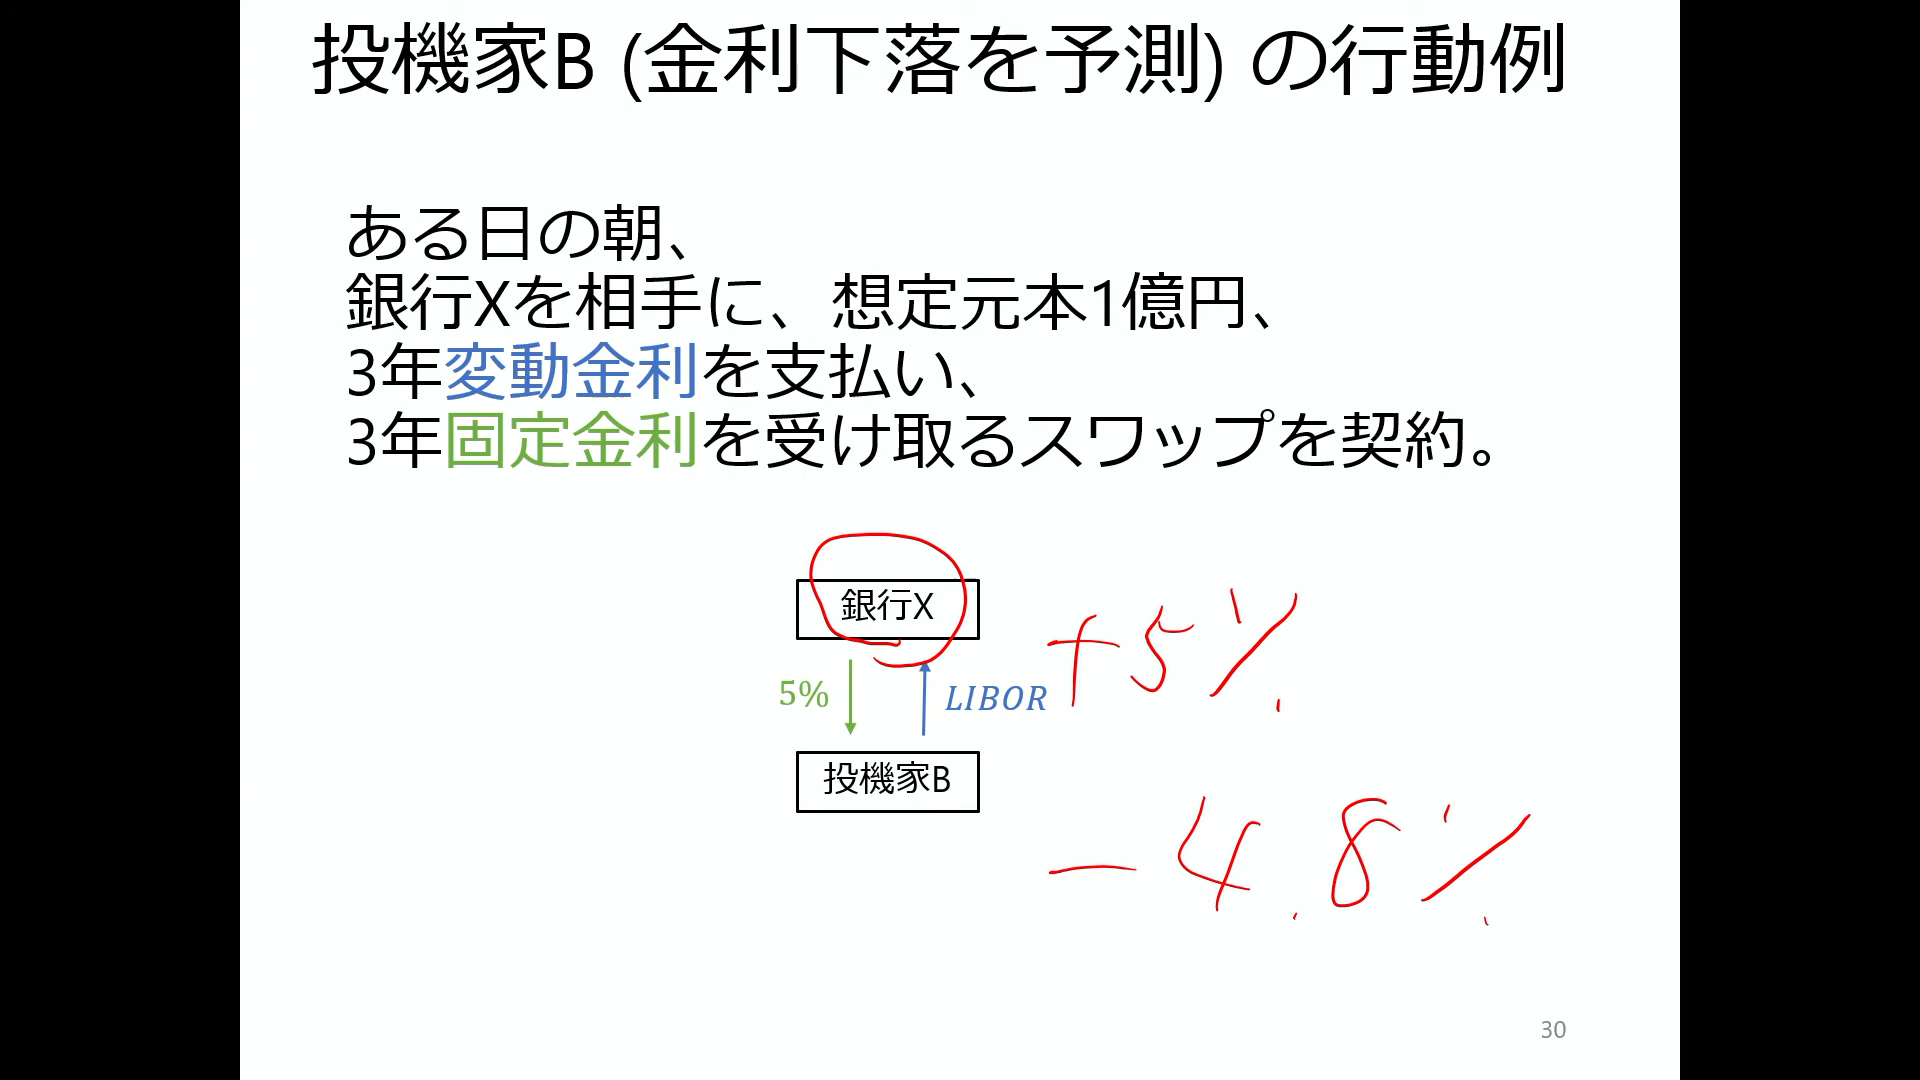 投機家B (金利下落を予測) の行動例
ある日の朝、
銀行Xを相手に、想定元本1億円、
3年変動金利を支払い、
3年固定金利を受け取るスワップを契約。
銀行X
+5%
5%
LIBOR
投機家B
-4.8%
30